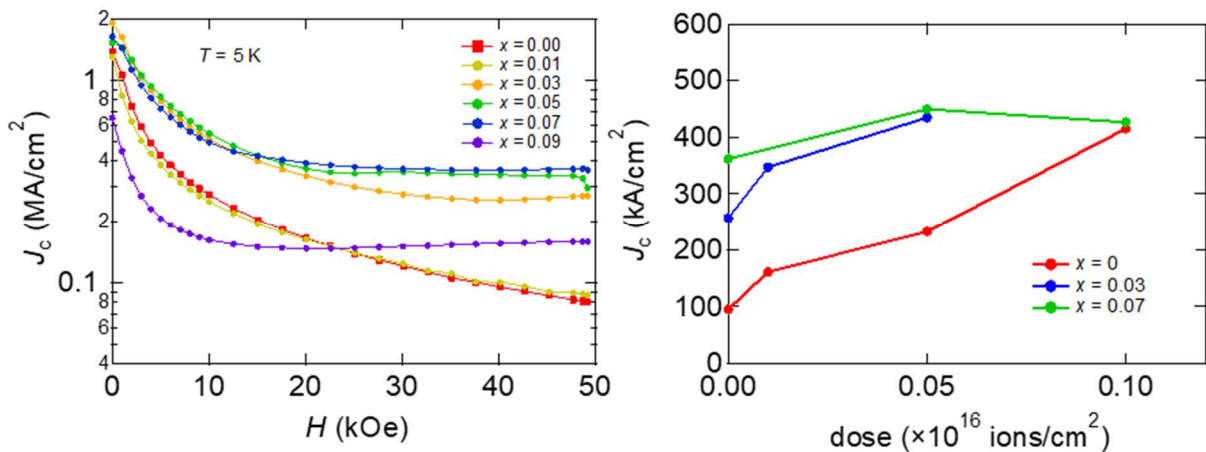 2
1
8
6
4
2
0.1
8
6
4
J_c (MA/cm²)
T = 5 K
x = 0.00
x = 0.01
x = 0.03
x = 0.05
x = 0.07
x = 0.09
0 10 20 30 40 50
H (kOe)
600
500
400
300
200
100
0
J_c (kA/cm²)
x = 0
x = 0.03
x = 0.07
0.00 0.05 0.10
dose (×10¹⁶ ions/cm²)